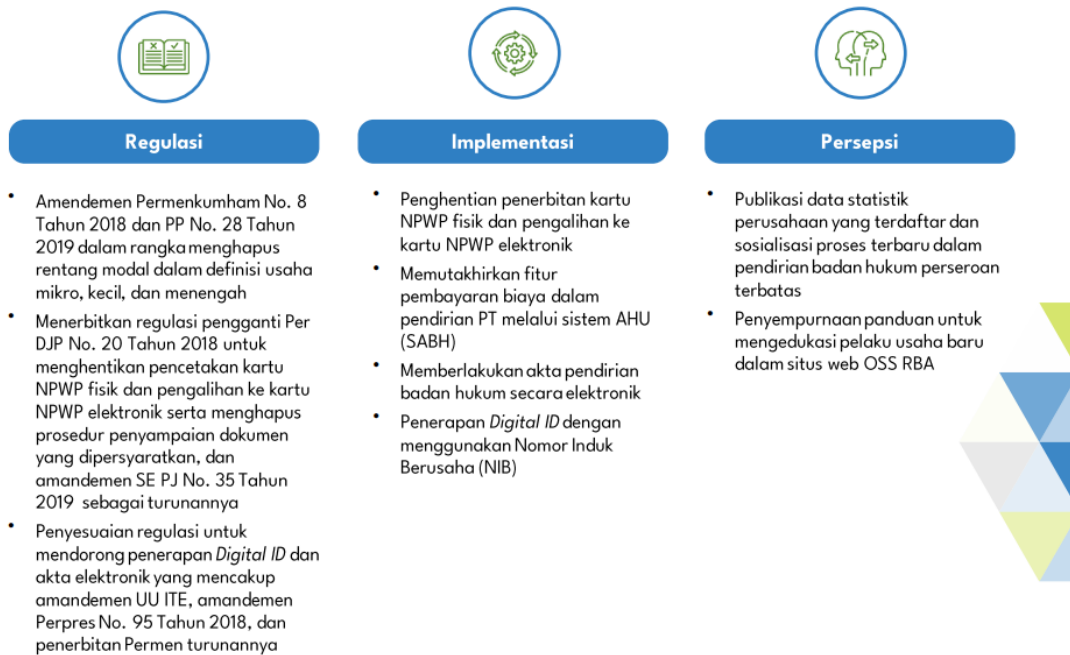 Regulasi
• Amendemen Permenkumham No. 8
Tahun 2018 dan PP No. 28 Tahun
2019 dalam rangka menghapus
rentang modal dalam definisi usaha
mikro, kecil, dan menengah
• Menerbitkan regulasi pengganti Per
DJP No. 20 Tahun 2018 untuk
menghentikan pencetakan kartu
NPWP fisik dan pengalihan ke kartu
NPWP elektronik serta menghapus
prosedur penyampaian dokumen
yang dipersyaratkan, dan
amandemen SE PJ No. 35 Tahun
2019 sebagai turunannya
• Penyesuaian regulasi untuk
mendorong penerapan Digital ID dan
akta elektronik yang mencakup
amandemen UU ITE, amandemen
Perpres No. 95 Tahun 2018, dan
penerbitan Permen turunannya
Implementasi
• Penghentian penerbitan kartu
NPWP fisik dan pengalihan ke
kartu NPWP elektronik
• Memutakhirkan fitur
pembayaran biaya dalam
pendirian PT melalui sistem AHU
(SABH)
• Memberlakukan akta pendirian
badan hukum secara elektronik
• Penerapan Digital ID dengan
menggunakan Nomor Induk
Berusaha (NIB)
Persepsi
• Publikasi data statistik
perusahaan yang terdaftar dan
sosialisasi proses terbaru dalam
pendirian badan hukum perseroan
terbatas
• Penyempurnaan panduan untuk
mengedukasi pelaku usaha baru
dalam situs web OSS RBA